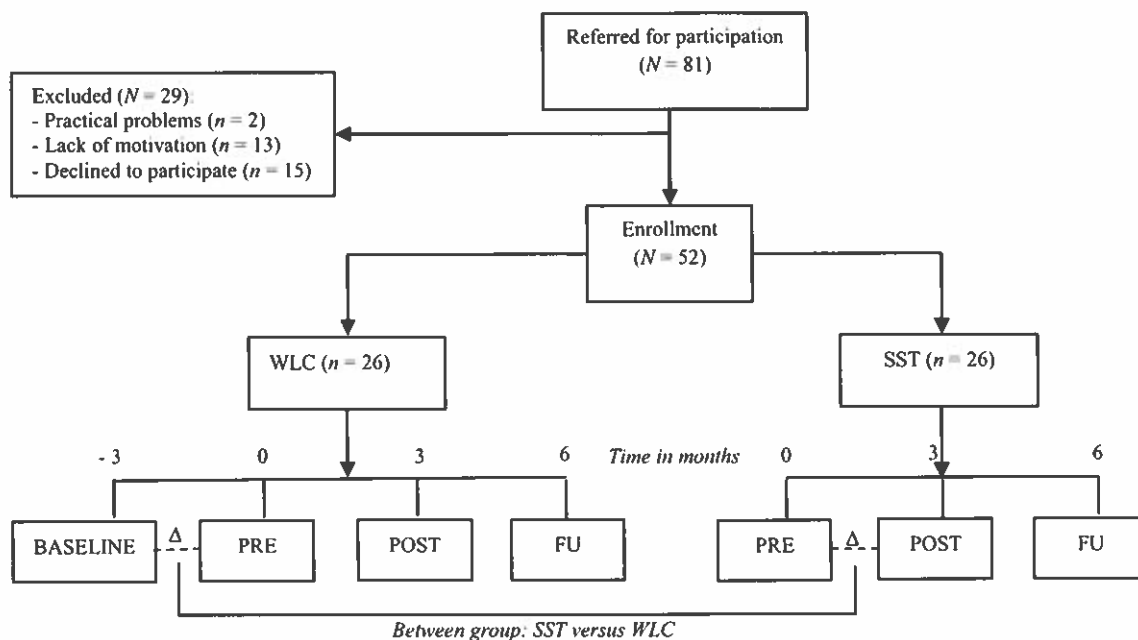 Referred for participation
(N = 81)
Excluded (N = 29):
- Practical problems (n = 2)
- Lack of motivation (n = 13)
- Declined to participate (n = 15)
Enrollment
(N = 52)
WLC (n = 26)
SST (n = 26)
- 3 0 3 6 Time in months 0 3 6
BASELINE Δ PRE POST FU PRE Δ POST FU
Between group: SST versus WLC